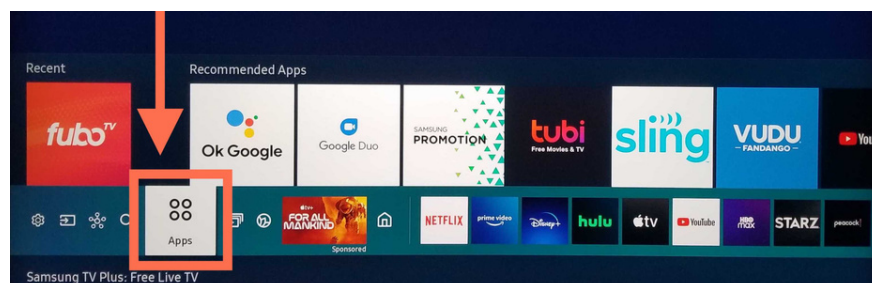 Recent
Recommended Apps
fuboTV
Ok Google
Google Duo
SAMSUNG
PROMOTION
tubi
Free Movies & TV
sling
VUDU
FANDANGO
You
Apps
tv+
FOR ALL
MANKIND
Sponsored
NETFLIX
prime video
Disney+
hulu
tv
YouTube
HBO
max
STARZ
peacock
Samsung TV Plus: Free Live TV